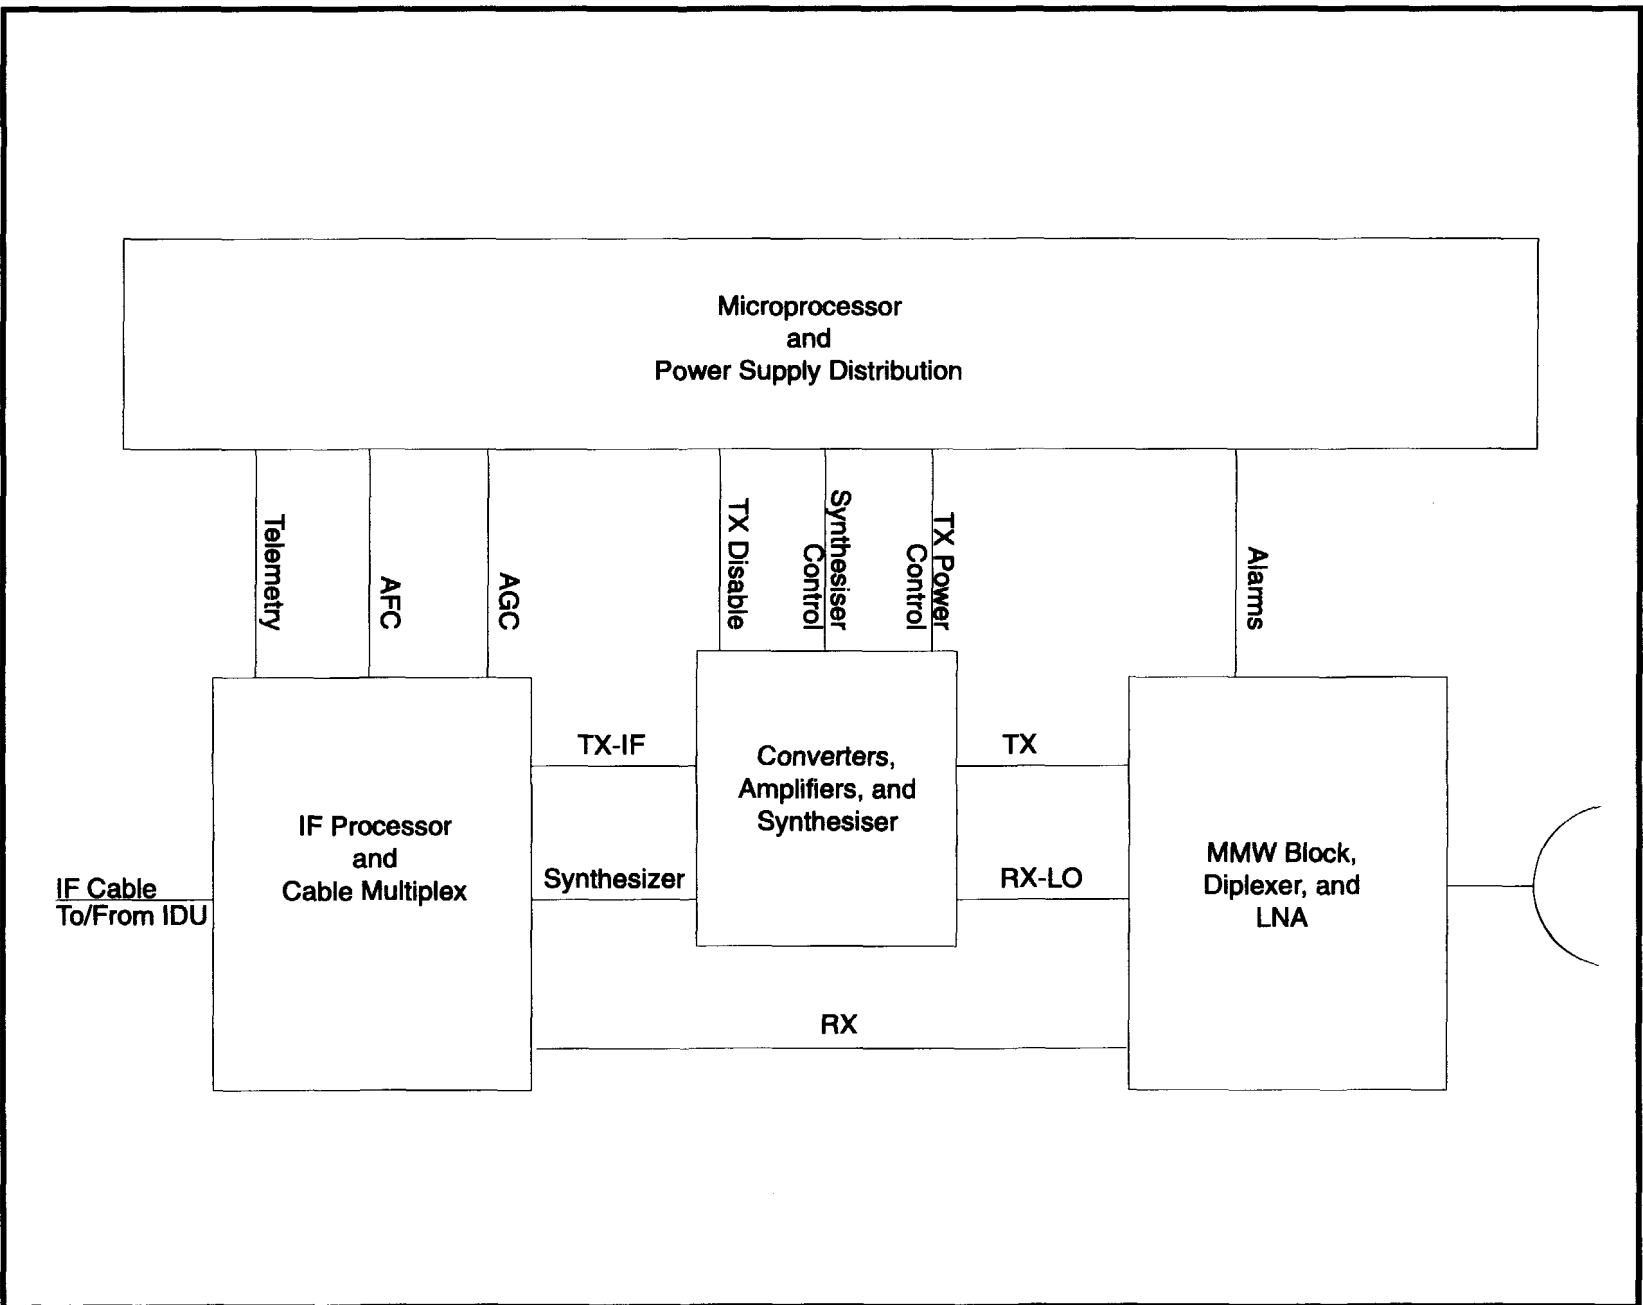 Microprocessor
and
Power Supply Distribution
Telemetry
AFC
AGC
TX Disable
Synthesiser
Control
TX Power
Control
Alarms
TX-IF
Converters,
Amplifiers, and
Synthesiser
TX
IF Processor
and
Cable Multiplex
IF Cable
To/From IDU
Synthesizer
RX-LO
MMW Block,
Diplexer, and
LNA
RX